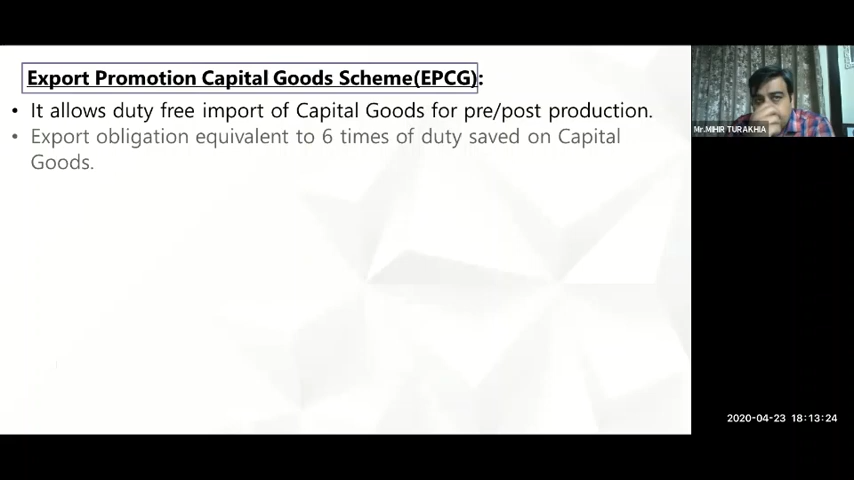 Export Promotion Capital Goods Scheme(EPCG):
• It allows duty free import of Capital Goods for pre/post production.
• Export obligation equivalent to 6 times of duty saved on Capital
Goods.
Mr.MIHIR TURAKHIA
2020-04-23 18:13:24